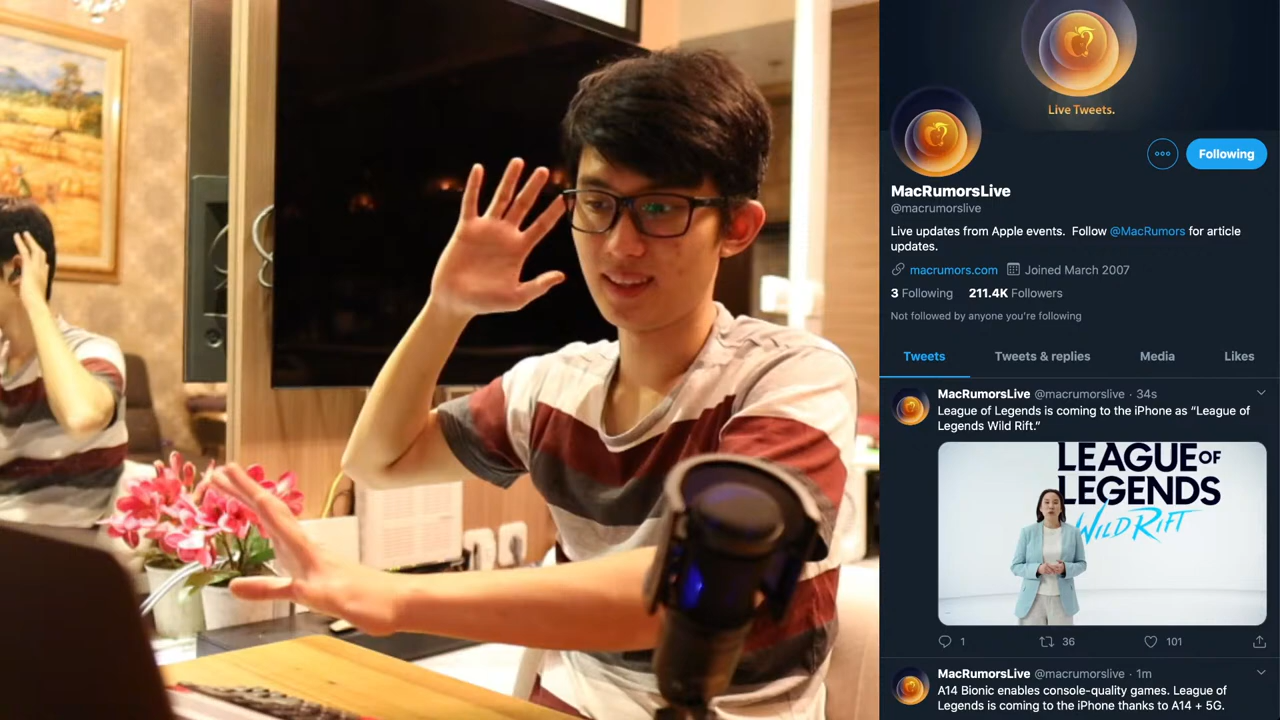 Live Tweets.
Following
MacRumorsLive
@macrumorslive
Live updates from Apple events. Follow @MacRumors for article
updates.
macrumors.com Joined March 2007
3 Following 211.4K Followers
Not followed by anyone you're following
Tweets Tweets & replies Media Likes
MacRumorsLive @macrumorslive · 34s
League of Legends is coming to the iPhone as “League of
Legends Wild Rift.”
LEAGUE OF
LEGENDS
WILD RIFT
1 36 101
MacRumorsLive @macrumorslive · 1m
A14 Bionic enables console-quality games. League of
Legends is coming to the iPhone thanks to A14 + 5G.